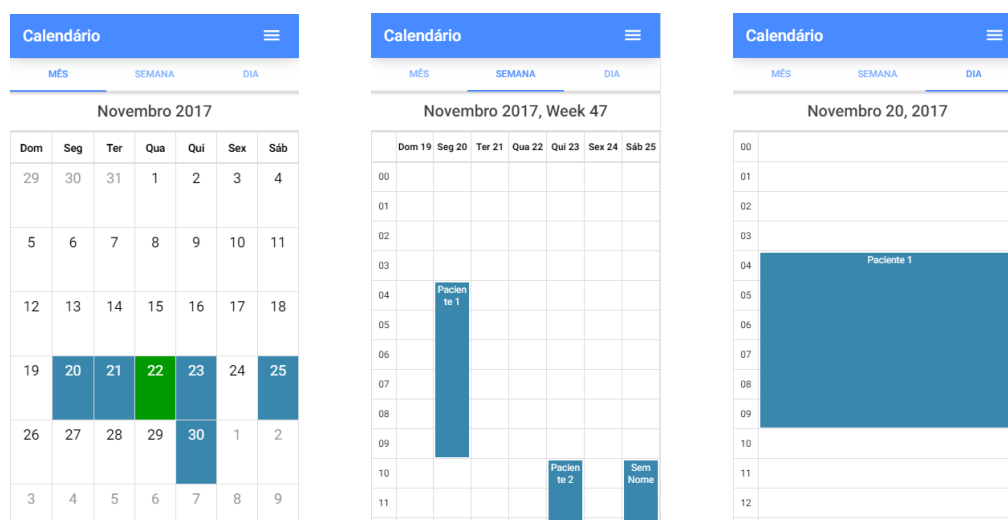 Calendário
MÊS SEMANA DIA
Novembro 2017
Dom Seg Ter Qua Qui Sex Sáb
29 30 31 1 2 3 4
5 6 7 8 9 10 11
12 13 14 15 16 17 18
19 20 21 22 23 24 25
26 27 28 29 30 1 2
3 4 5 6 7 8 9
Calendário
MÊS SEMANA DIA
Novembro 2017, Week 47
Dom 19 Seg 20 Ter 21 Qua 22 Qui 23 Sex 24 Sáb 25
00
01
02
03
04 Pacien
te 1
05
06
07
08
09
10 Pacien Sem
te 2 Nome
11
Calendário
MÊS SEMANA DIA
Novembro 20, 2017
00
01
02
03
04 Paciente 1
05
06
07
08
09
10
11
12